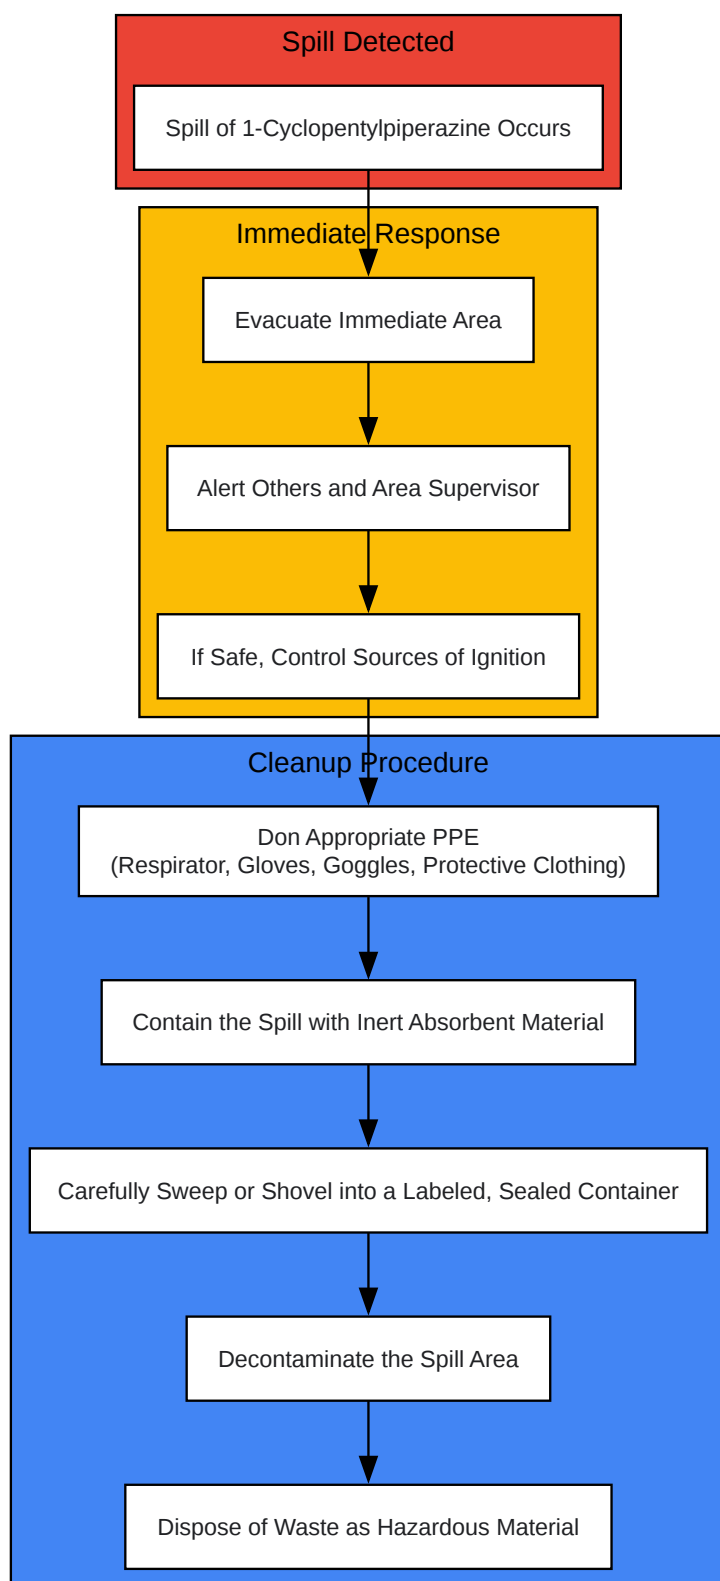 Spill Detected
Spill of 1-Cyclopentylpiperazine Occurs
Immediate Response
Evacuate Immediate Area
Alert Others and Area Supervisor
If Safe, Control Sources of Ignition
Cleanup Procedure
Don Appropriate PPE
(Respirator, Gloves, Goggles, Protective Clothing)
Contain the Spill with Inert Absorbent Material
Carefully Sweep or Shovel into a Labeled, Sealed Container
Decontaminate the Spill Area
Dispose of Waste as Hazardous Material